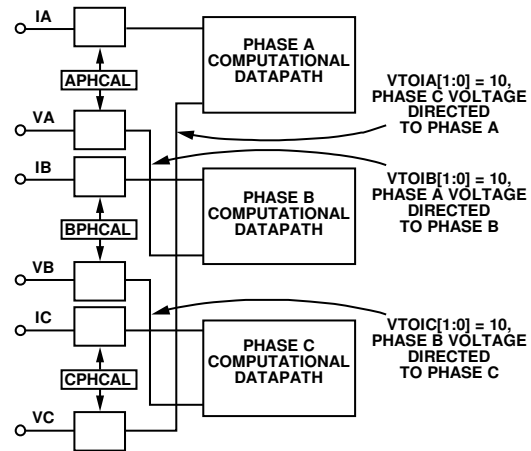 IA
PHASE A
COMPUTATIONAL
DATAPATH
APHCAL
VTOIA[1:0] = 10,
PHASE C VOLTAGE
DIRECTED
TO PHASE A
VA
IB
PHASE B
COMPUTATIONAL
DATAPATH
VTOIB[1:0] = 10,
PHASE A VOLTAGE
DIRECTED
TO PHASE B
BPHCAL
VB
IC
PHASE C
COMPUTATIONAL
DATAPATH
VTOIC[1:0] = 10,
PHASE B VOLTAGE
DIRECTED
TO PHASE C
CPHCAL
VC